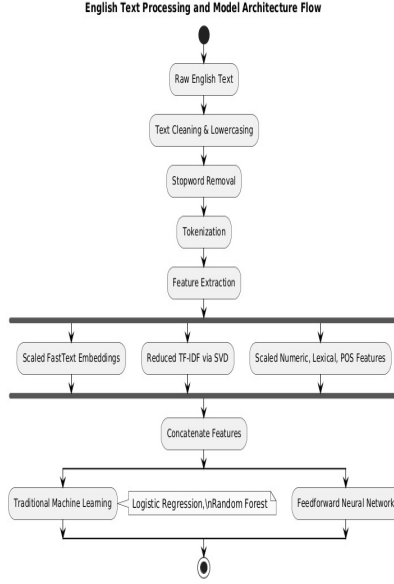 English Text Processing and Model Architecture Flow
Raw English Text
Text Cleaning & Lowercasing
Stopword Removal
Tokenization
Feature Extraction
Scaled FastText Embeddings
Reduced TF-IDF via SVD
Scaled Numeric, Lexical, POS Features
Concatenate Features
Traditional Machine Learning
Logistic Regression,\nRandom Forest
Feedforward Neural Network